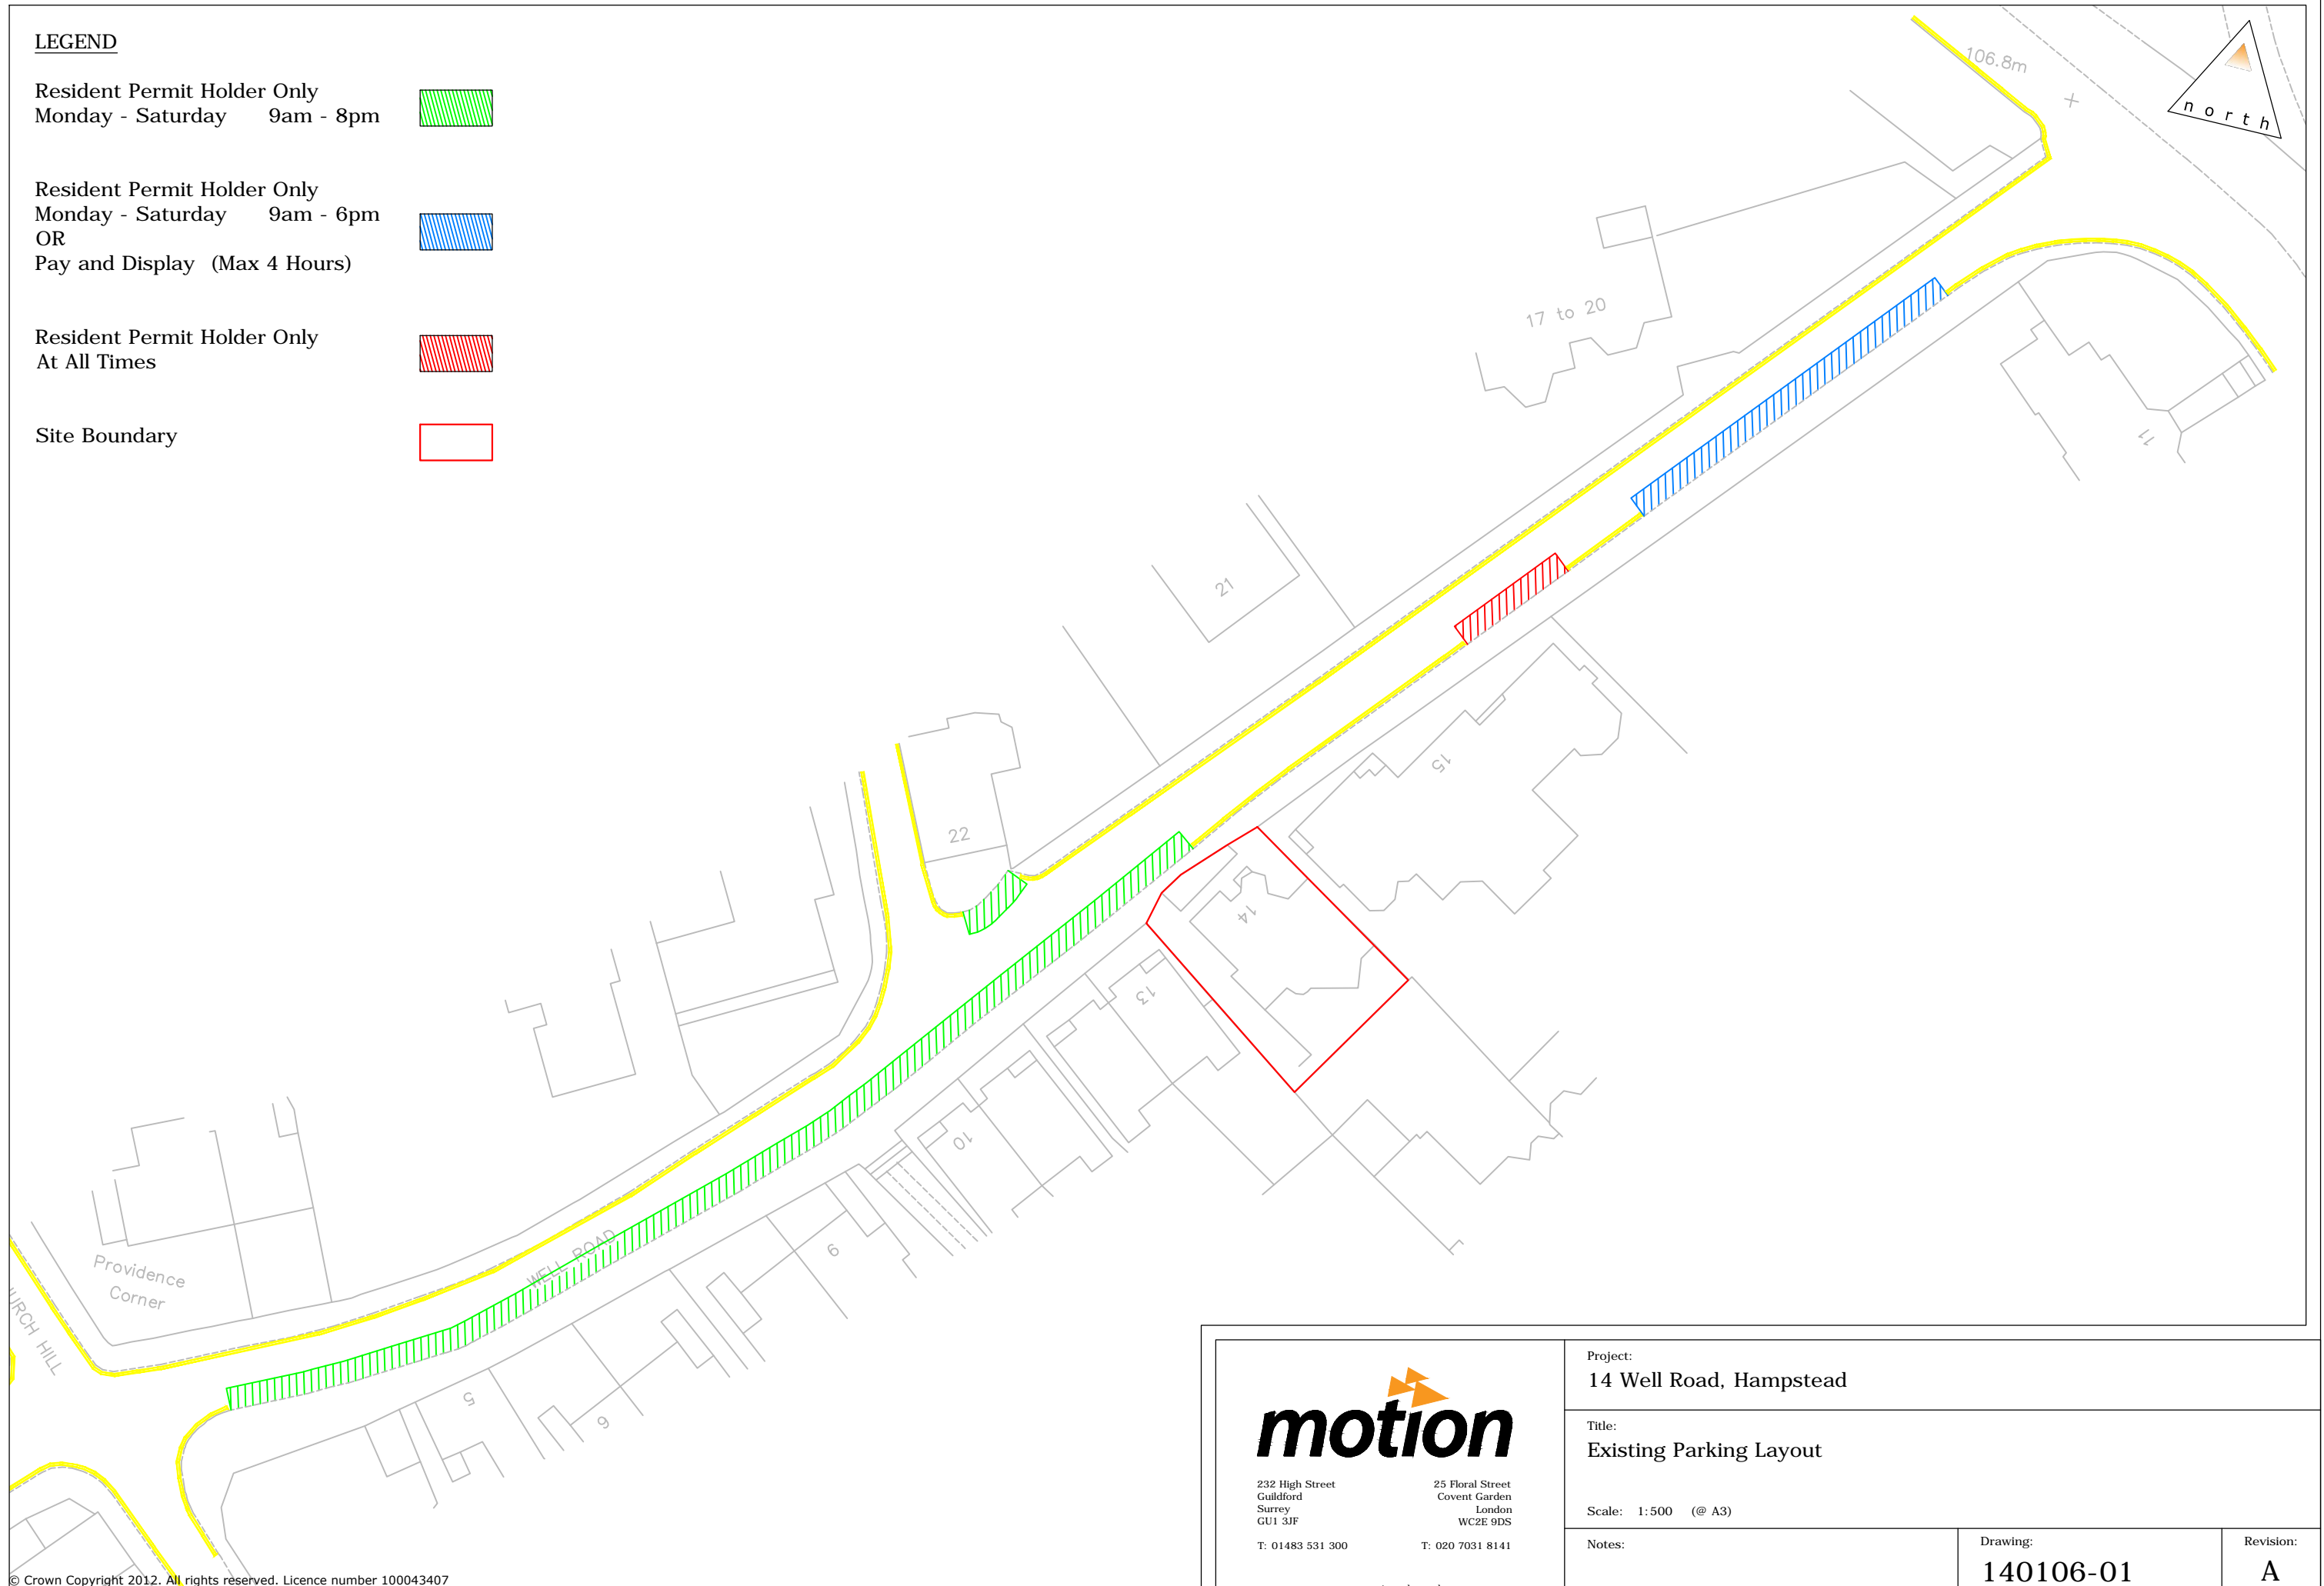 LEGEND
Resident Permit Holder Only
Monday - Saturday 9am - 8pm
Resident Permit Holder Only
Monday - Saturday 9am - 6pm
OR
Pay and Display (Max 4 Hours)
Resident Permit Holder Only
At All Times
Site Boundary
106.8m
north
17 to 20
11
21
15
22
14
13
10
9
WELL ROAD
Providence
Corner
HILL
5
6
motion
232 High Street
Guildford
Surrey
GU1 3JF
T: 01483 531 300
25 Floral Street
Covent Garden
London
WC2E 9DS
T: 020 7031 8141
Project:
14 Well Road, Hampstead
Title:
Existing Parking Layout
Scale: 1:500 (@ A3)
Notes:
Drawing:
140106-01
Revision:
A
© Crown Copyright 2012. All rights reserved. Licence number 100043407